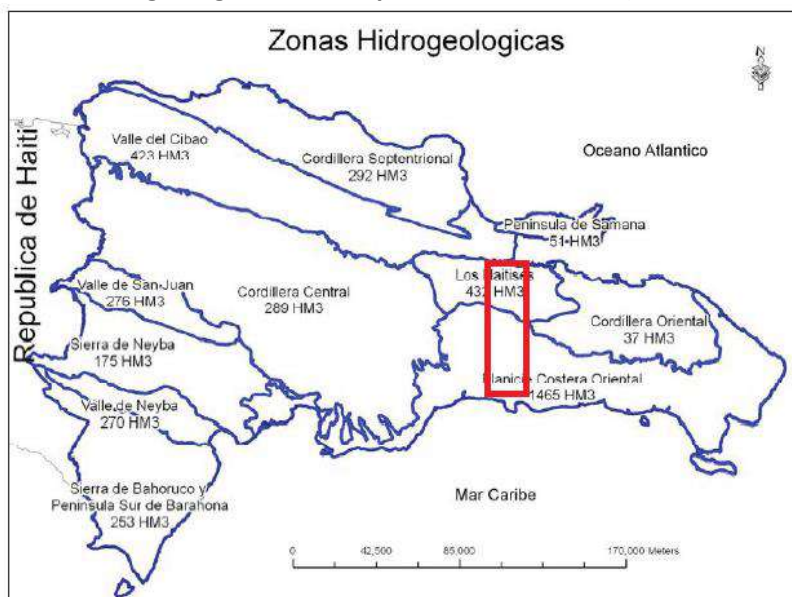 Zonas Hidrogeologicas
N
Republica de Haiti
Valle del Cibao
423 HM3
Cordillera Septentrional
292 HM3
Oceano Atlantico
Peninsula de Samana
51 HM3
Los Haitises
432 HM3
Valle de San Juan
276 HM3
Cordillera Central
289 HM3
Cordillera Oriental
37 HM3
Sierra de Neyba
175 HM3
Planicie Costera Oriental
1465 HM3
Valle de Neyba
270 HM3
Sierra de Bahoruco y
Peninsula Sur de Barahona
253 HM3
Mar Caribe
0 42,500 85,000 170,000 Meters